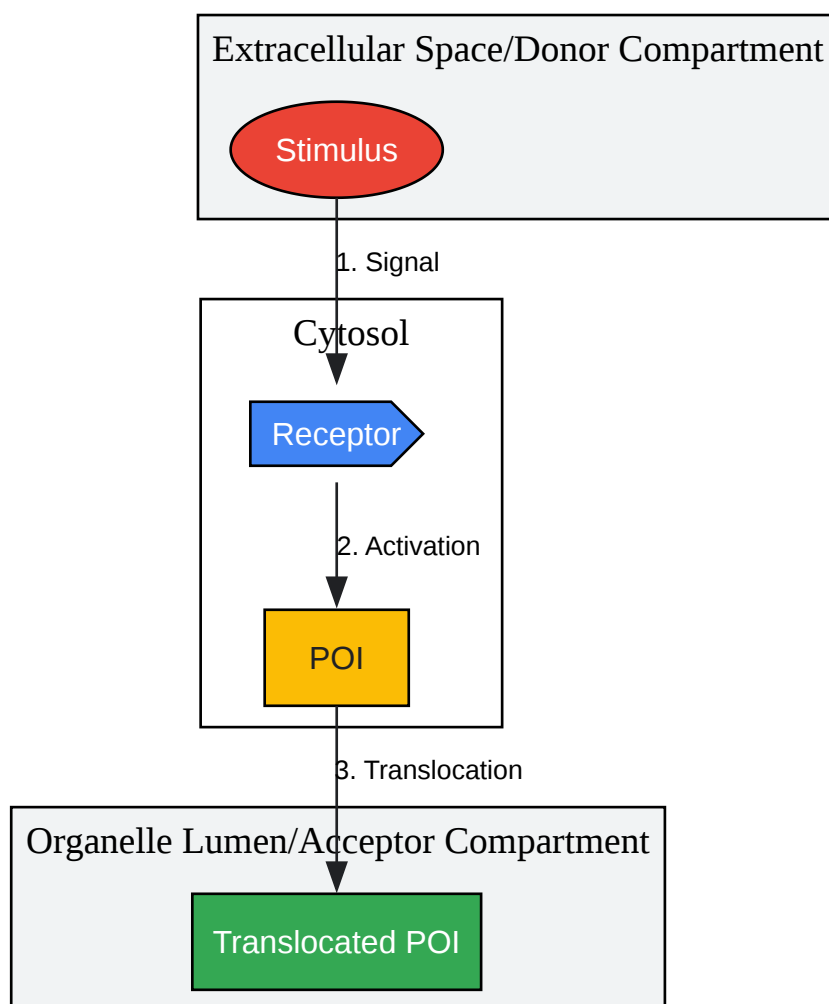 Extracellular Space/Donor Compartment
Stimulus
1. Signal
Cytosol
Receptor
2. Activation
POI
3. Translocation
Organelle Lumen/Acceptor Compartment
Translocated POI